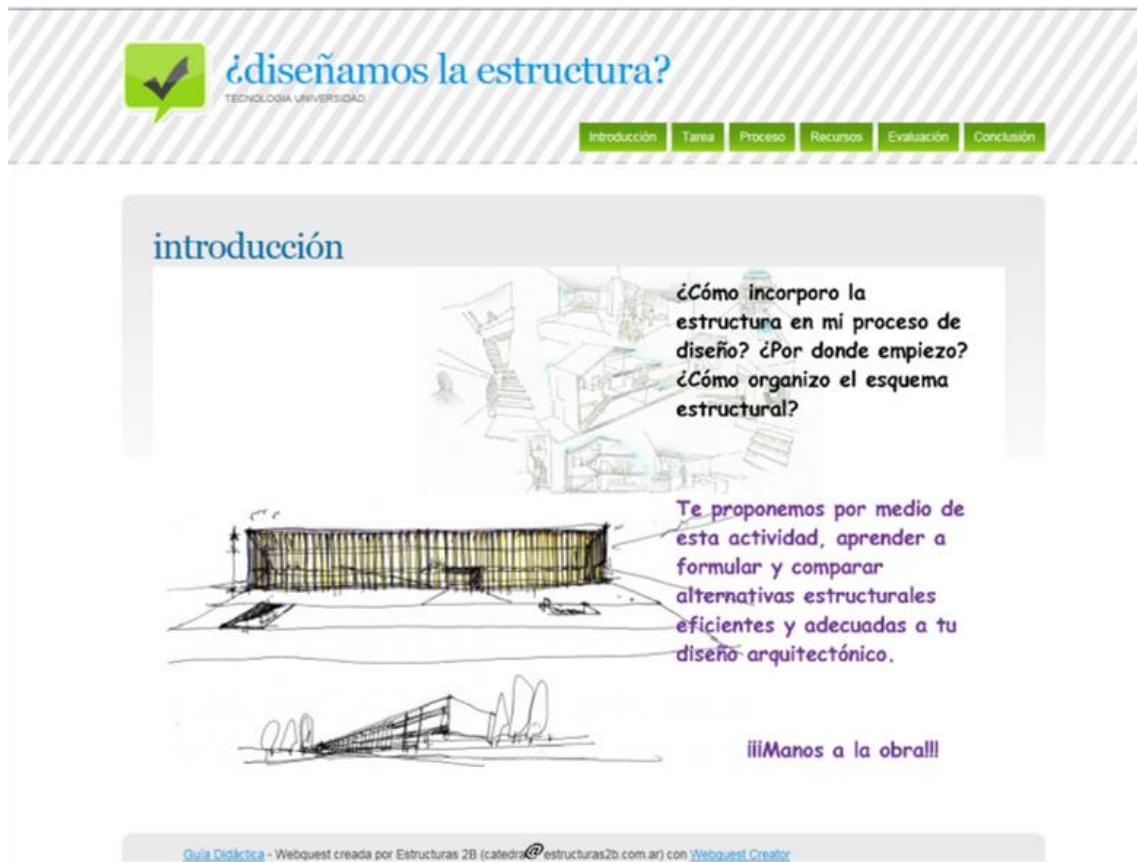 ¿diseñamos la estructura?
TECNOLOGIA UNIVERSIDAD
Introducción Tarea Proceso Recursos Evaluación Conclusión
introducción
¿Cómo incorporo la
estructura en mi proceso de
diseño? ¿Por donde empiezo?
¿Cómo organizo el esquema
estructural?
Te proponemos por medio de
esta actividad, aprender a
formular y comparar
alternativas estructurales
eficientes y adecuadas a tu
diseño arquitectónico.
¡¡¡Manos a la obra!!!
Guía Didáctica - Webquest creada por Estructuras 2B (catedra@estructuras2b.com.ar) con Webquest Creator